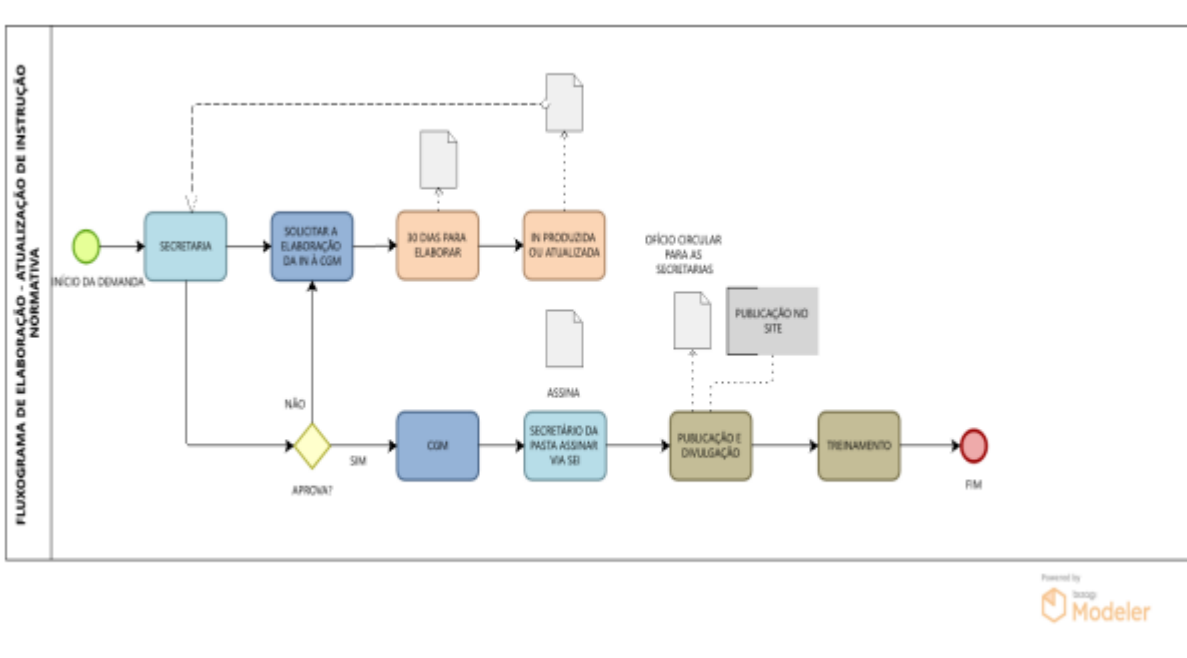 FLUXOGRAMA DE ELABORAÇÃO - ATUALIZAÇÃO DE INSTRUÇÃO
NORMATIVA
INÍCIO DA DEMANDA
SECRETARIA
SOLICITAR A
ELABORAÇÃO
DA IN À CGM
30 DIAS PARA
ELABORAR
IN PRODUZIDA
OU ATUALIZADA
OFÍCIO CIRCULAR
PARA AS
SECRETARIAS
PUBLICAÇÃO NO
SITE
ASSINA
NÃO
SIM
APROVA?
CGM
SECRETÁRIO DA
PASTA ASSINAR
VIA SEI
PUBLICAÇÃO E
DIVULGAÇÃO
TREINAMENTO
FIM
Powered by
bizagi
Modeler